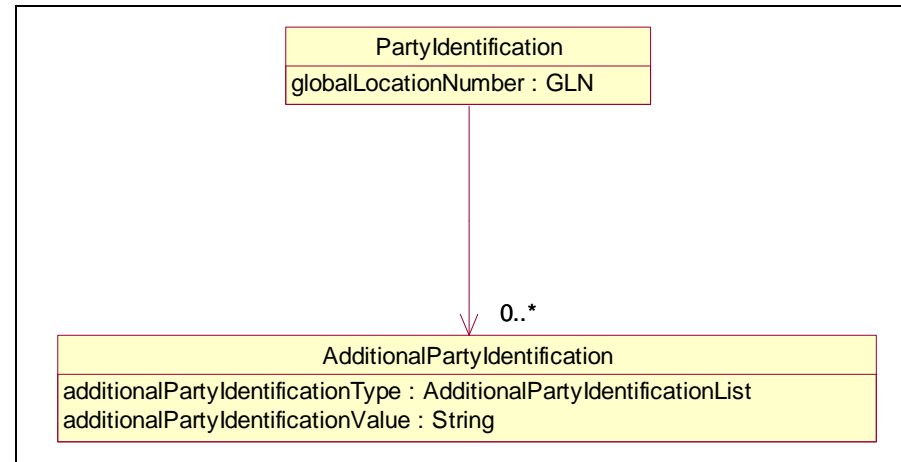 PartyIdentification
globalLocationNumber : GLN
0..*
AdditionalPartyIdentification
additionalPartyIdentificationType : AdditionalPartyIdentificationList
additionalPartyIdentificationValue : String